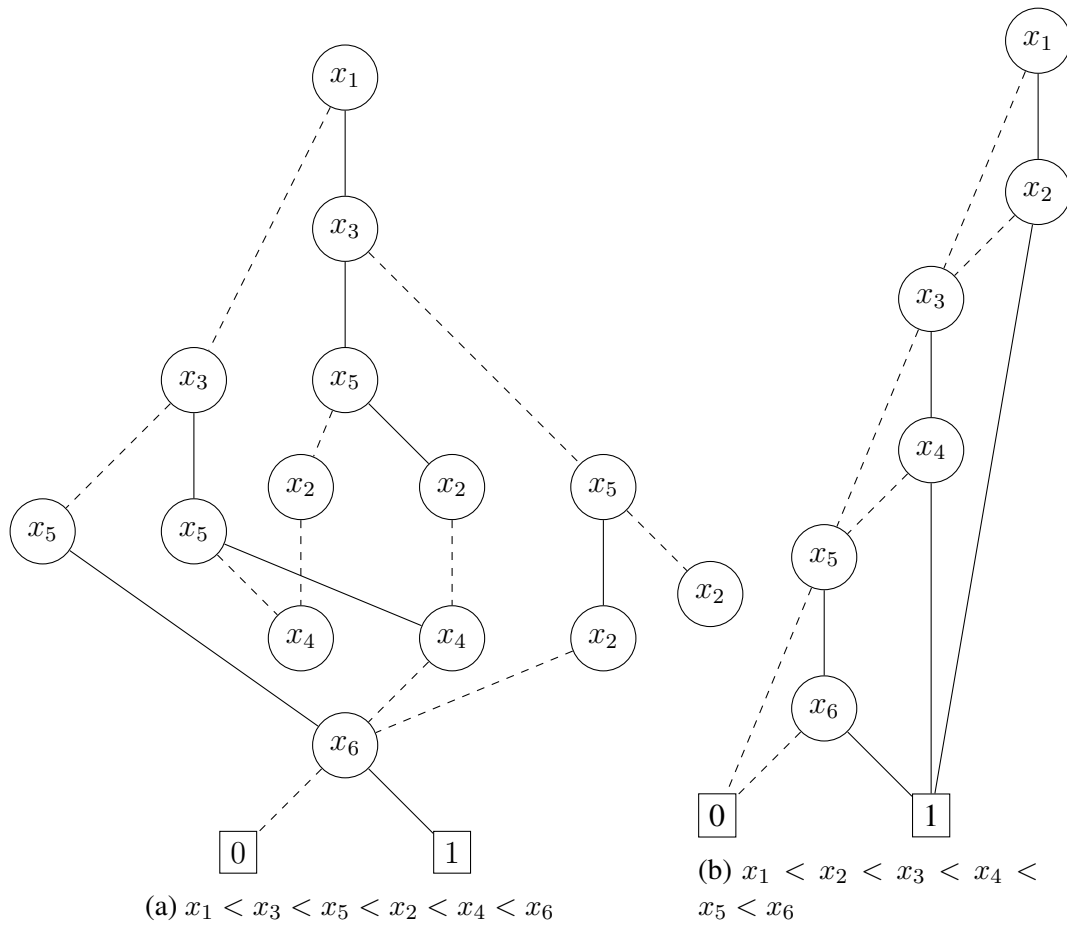 x₁
x₁
x₂
x₃
x₃
x₃
x₅
x₄
x₂
x₂
x₅
x₅
x₅
x₅
x₂
x₄
x₄
x₂
x₆
x₆
0
1
0
1
(a) x₁ < x₃ < x₅ < x₂ < x₄ < x₆
(b) x₁ < x₂ < x₃ < x₄ <
x₅ < x₆